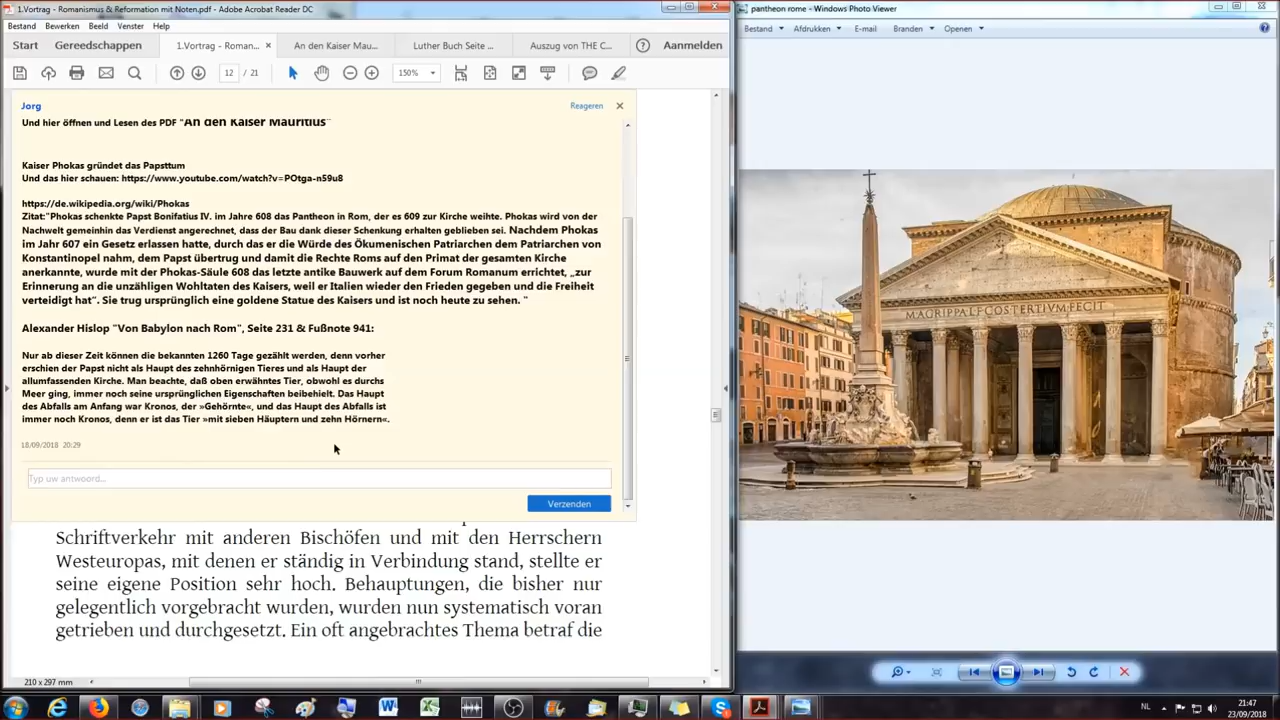 1.Vortrag - Romanismus & Reformation mit Noten.pdf - Adobe Acrobat Reader DC
Bestand Bewerken Beeld Venster Help
Start Gereedschappen 1.Vortrag - Roman... × An den Kaiser Mau... Luther Buch Seite ... Auszug von THE C... Aanmelden
12 / 21 150%
Jorg Reageren
Und hier öffnen und Lesen des PDF "An den Kaiser Mauritius"
Kaiser Phokas gründet das Papsttum
Und das hier schauen: https://www.youtube.com/watch?v=POtga-n59u8
https://de.wikipedia.org/wiki/Phokas
Zitat:"Phokas schenkte Papst Bonifatius IV. im Jahre 608 das Pantheon in Rom, der es 609 zur Kirche weihte. Phokas wird von der
Nachwelt gemeinhin das Verdienst angerechnet, dass der Bau dank dieser Schenkung erhalten geblieben sei. Nachdem Phokas
im Jahr 607 ein Gesetz erlassen hatte, durch das er die Würde des Ökumenischen Patriarchen dem Patriarchen von
Konstantinopel nahm, dem Papst übertrug und damit die Rechte Roms auf den Primat der gesamten Kirche
anerkannte, wurde mit der Phokas-Säule 608 das letzte antike Bauwerk auf dem Forum Romanum errichtet, „zur
Erinnerung an die unzähligen Wohltaten des Kaisers, weil er Italien wieder den Frieden gegeben und die Freiheit
verteidigt hat“. Sie trug ursprünglich eine goldene Statue des Kaisers und ist noch heute zu sehen. “
Alexander Hislop "Von Babylon nach Rom", Seite 231 & Fußnote 941:
Nur ab dieser Zeit können die bekannten 1260 Tage gezählt werden, denn vorher
erschien der Papst nicht als Haupt des zehnhörnigen Tieres und als Haupt der
allumfassenden Kirche. Man beachte, daß oben erwähntes Tier, obwohl es durchs
Meer ging, immer noch seine ursprünglichen Eigenschaften beibehielt. Das Haupt
des Abfalls am Anfang war Kronos, der »Gehörnte«, und das Haupt des Abfalls ist
immer noch Kronos, denn er ist das Tier »mit sieben Häuptern und zehn Hörnern«.
18/09/2018 20:29
Typ uw antwoord...
Verzenden
Schriftverkehr mit anderen Bischöfen und mit den Herrschern
Westeuropas, mit denen er ständig in Verbindung stand, stellte er
seine eigene Position sehr hoch. Behauptungen, die bisher nur
gelegentlich vorgebracht wurden, wurden nun systematisch voran
getrieben und durchgesetzt. Ein oft angebrachtes Thema betraf die
210 x 297 mm
pantheon rome - Windows Photo Viewer
Bestand Afdrukken E-mail Branden Openen
M·AGRIPPA·L·F·COS·TERTIVM·FECIT
NL 21:47
23/09/2018